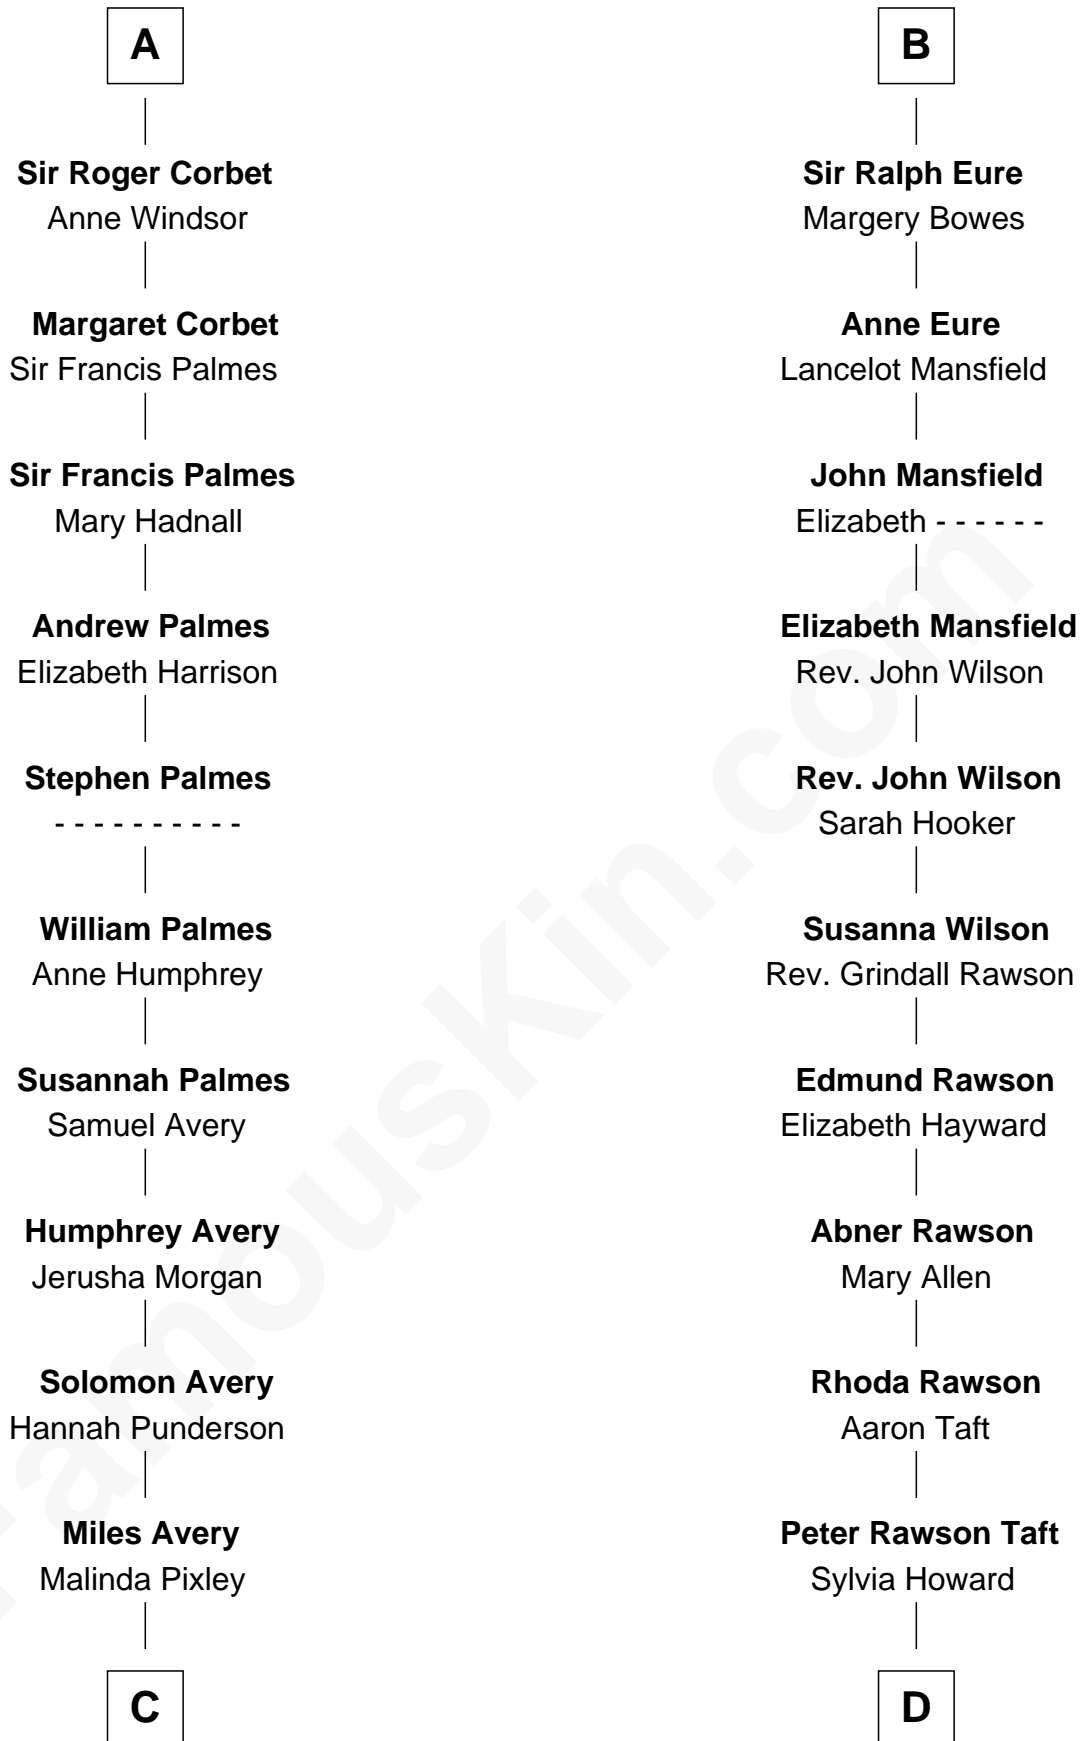 A
Sir Roger Corbet
Anne Windsor
Margaret Corbet
Sir Francis Palmes
Sir Francis Palmes
Mary Hadnall
Andrew Palmes
Elizabeth Harrison
Stephen Palmes
- - - - - - - - - -
William Palmes
Anne Humphrey
Susannah Palmes
Samuel Avery
Humphrey Avery
Jerusha Morgan
Solomon Avery
Hannah Punderson
Miles Avery
Malinda Pixley
C
B
Sir Ralph Eure
Margery Bowes
Anne Eure
Lancelot Mansfield
John Mansfield
Elizabeth - - - - - -
Elizabeth Mansfield
Rev. John Wilson
Rev. John Wilson
Sarah Hooker
Susanna Wilson
Rev. Grindall Rawson
Edmund Rawson
Elizabeth Hayward
Abner Rawson
Mary Allen
Rhoda Rawson
Aaron Taft
Peter Rawson Taft
Sylvia Howard
D
FamousKin.com